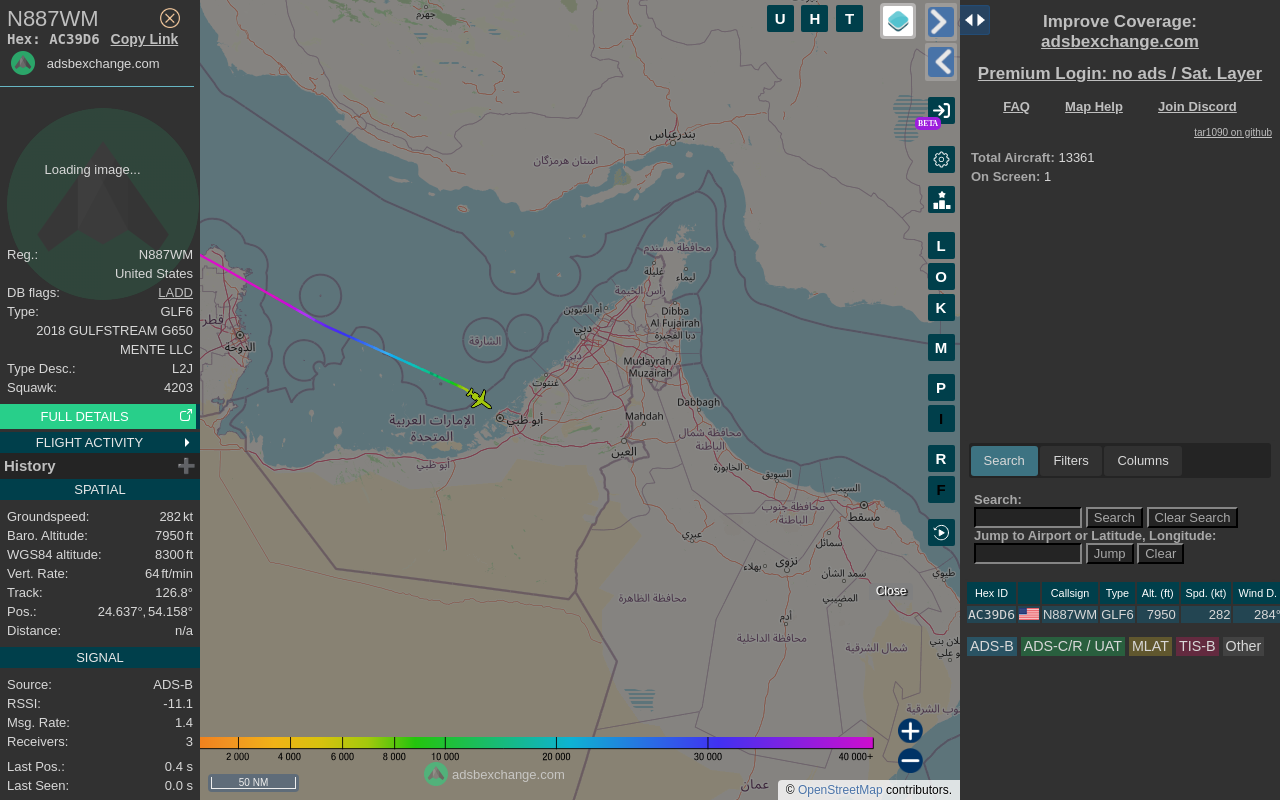 N887WM
Hex: AC39D6 Copy Link
adsbexchange.com
Loading image...
Reg.: N887WM
United States
DB flags: LADD
Type: GLF6
2018 GULFSTREAM G650
MENTE LLC
Type Desc.: L2J
Squawk: 4203
FULL DETAILS
FLIGHT ACTIVITY
History
SPATIAL
Groundspeed: 282 kt
Baro. Altitude: 7950 ft
WGS84 altitude: 8300 ft
Vert. Rate: 64 ft/min
Track: 126.8°
Pos.: 24.637°, 54.158°
Distance: n/a
SIGNAL
Source: ADS-B
RSSI: -11.1
Msg. Rate: 1.4
Receivers: 3
Last Pos.: 0.4 s
Last Seen: 0.0 s
جهرم
U H T
بندرعباس
استان هرمزگان
BETA
محافظة مسندم
غليلة
ليماء
رأس الخيمة
أم القيوين
Dibba
Al Fujairah
دبا الفجيرة
دبي
دبي
الشارقة
قطر
الدوحة
Mudayrah /
Muzairah
غنتوت
Dabbagh
Mahdah
أبو ظبي
الإمارات العربية
المتحدة
محافظة شمال
الباطنة
العين
أبو ظبي
الخابورة
السويق
السيب
محافظة جنوب
الباطنة
مسقط
عبري
سمائل
نزوى
بهلاء
سمد الشأن
طيوي
المضيبي
محافظة الظاهرة
أدم
محافظة الداخلية
شمال الشرقية
عمان
L
O
K
M
P
I
R
F
Close
2 000 4 000 6 000 8 000 10 000 20 000 30 000 40 000+
50 NM
adsbexchange.com
© OpenStreetMap contributors.
Improve Coverage:
adsbexchange.com
Premium Login: no ads / Sat. Layer
FAQ Map Help Join Discord
tar1090 on github
Total Aircraft: 13361
On Screen: 1
Search Filters Columns
Search:
Search Clear Search
Jump to Airport or Latitude, Longitude:
Jump Clear
Hex ID Callsign Type Alt. (ft) Spd. (kt) Wind D.
AC39D6 N887WM GLF6 7950 282 284°
ADS-B ADS-C/R / UAT MLAT TIS-B Other